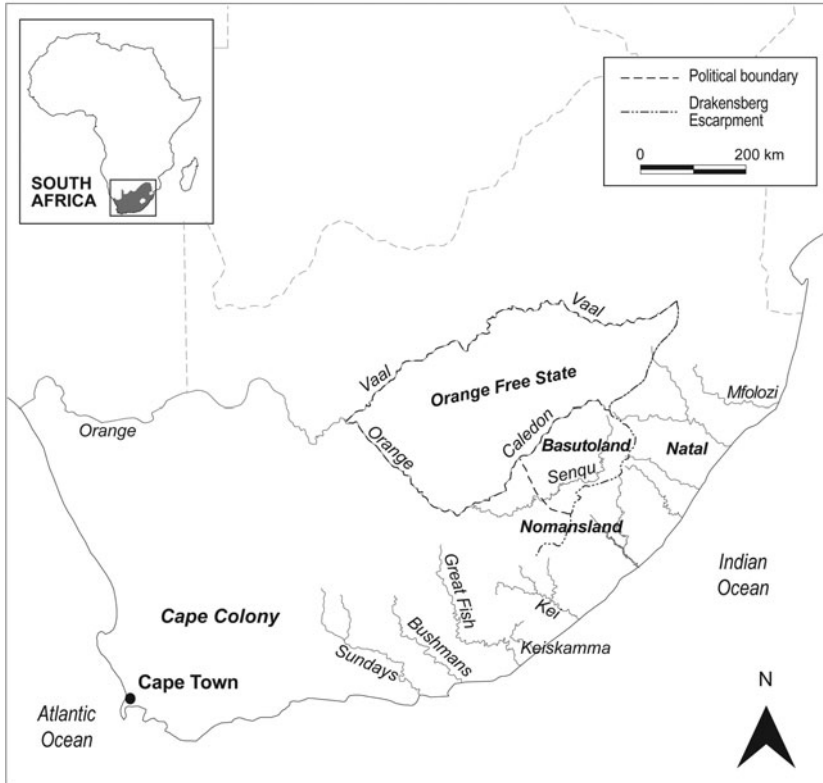 SOUTH
AFRICA
Political boundary
Drakensberg
Escarpment
0 200 km
Vaal
Vaal
Orange Free State
Mfolozi
Orange
Orange
Caledon
Basutoland
Natal
Senqu
Nomansland
Great Fish
Indian
Ocean
Cape Colony
Bushmans
Kei
Sundays
Keiskamma
Cape Town
N
Atlantic
Ocean